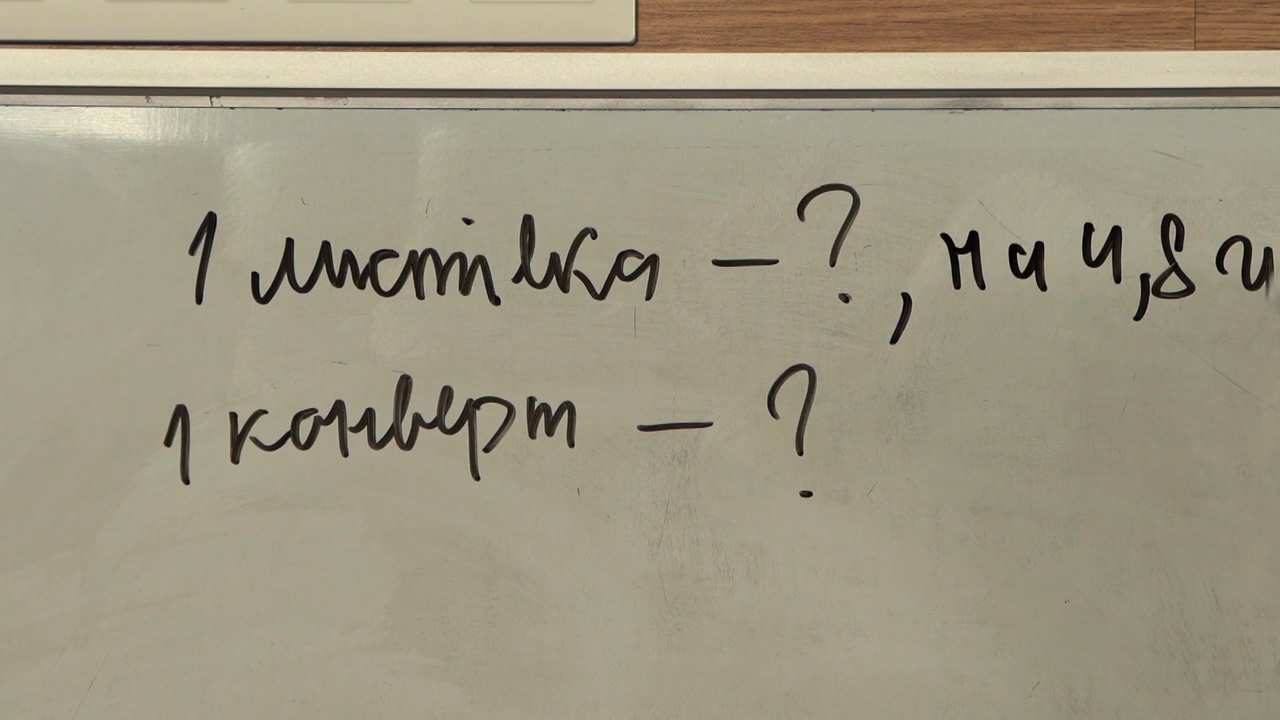 1 листівка – ?, на 4,8 г
1 конверт – ?